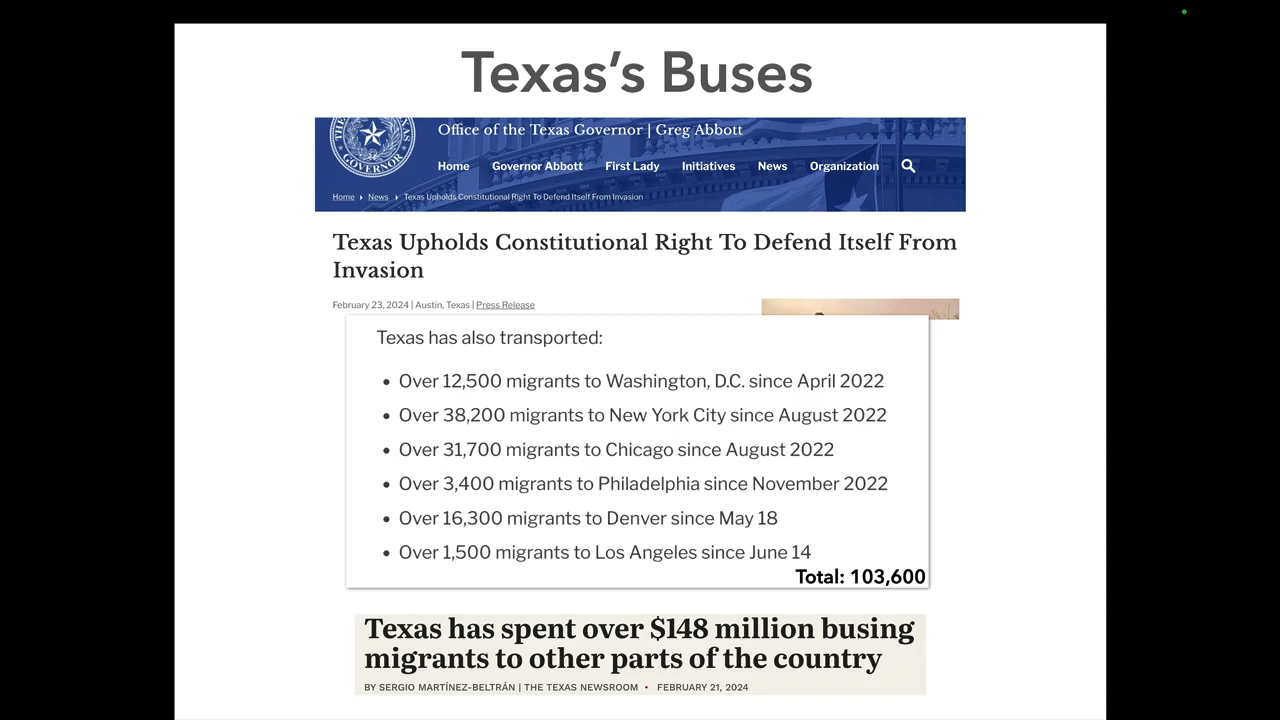 Texas's Buses
Office of the Texas Governor | Greg Abbott
Home Governor Abbott First Lady Initiatives News Organization
GOVERNOR
Home News Texas Upholds Constitutional Right To Defend Itself From Invasion
Texas Upholds Constitutional Right To Defend Itself From
Invasion
February 23, 2024 | Austin, Texas | Press Release
Texas has also transported:
• Over 12,500 migrants to Washington, D.C. since April 2022
• Over 38,200 migrants to New York City since August 2022
• Over 31,700 migrants to Chicago since August 2022
• Over 3,400 migrants to Philadelphia since November 2022
• Over 16,300 migrants to Denver since May 18
• Over 1,500 migrants to Los Angeles since June 14
Total: 103,600
Texas has spent over $148 million busing
migrants to other parts of the country
BY SERGIO MARTÍNEZ-BELTRÁN | THE TEXAS NEWSROOM • FEBRUARY 21, 2024